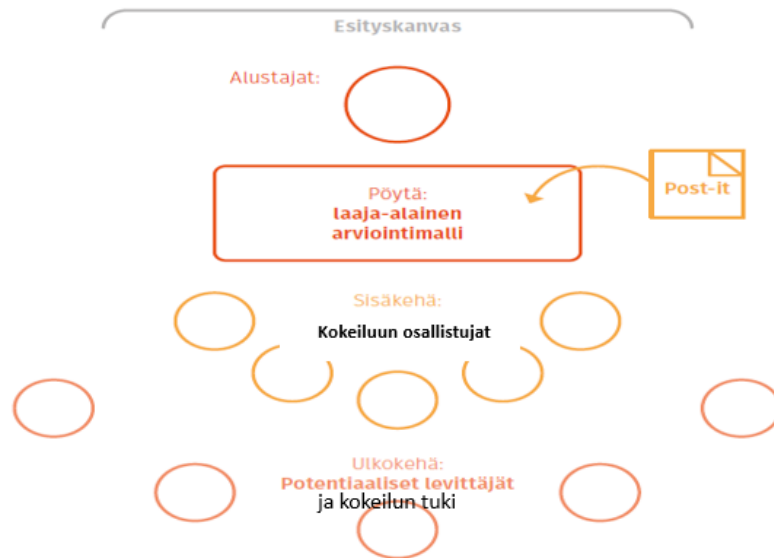 Esityskanvas
Alustajat:
Pöytä:
laaja-alainen
arviointimalli
Post-it
Sisäkehä:
Kokeiluun osallistujat
Ulkokehä:
Potentiaaliset levittäjät
ja kokeilun tuki